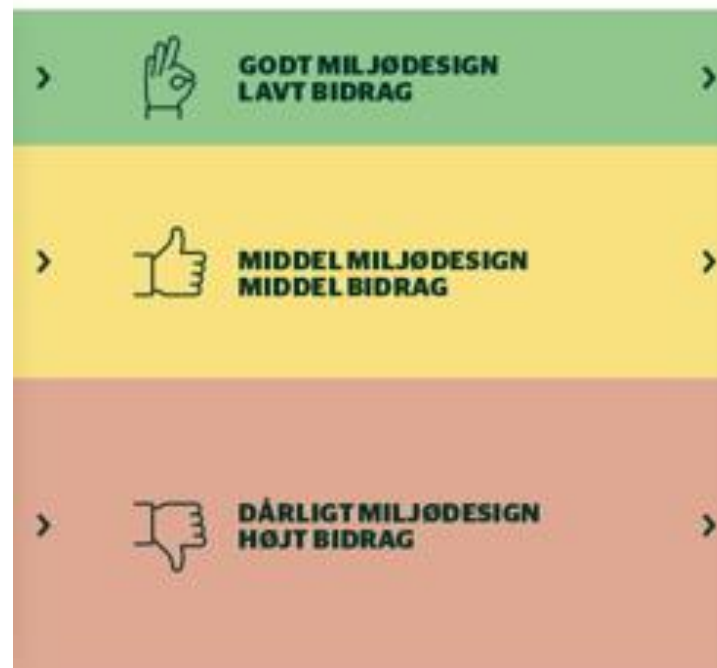 GODT MILJØDESIGN
LAVT BIDRAG
MIDDEL MILJØDESIGN
MIDDEL BIDRAG
DÅRLIGT MILJØDESIGN
HØJT BIDRAG